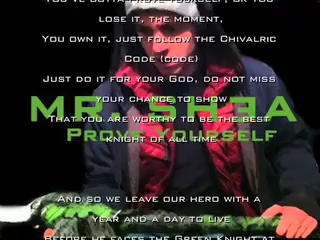 YOU'VE GOTTA PROVE YOURSELF, OR YOU
LOSE IT, THE MOMENT,
YOU OWN IT, JUST FOLLOW THE CHIVALRIC
CODE (CODE)
JUST DO IT FOR YOUR GOD, DO NOT MISS
YOUR CHANCE TO SHOW
THAT YOU ARE WORTHY TO BE THE BEST
KNIGHT OF ALL TIME
PROVE YOURSELF
AND SO WE LEAVE OUR HERO WITH A
YEAR AND A DAY TO LIVE
BEFORE HE FACES THE GREEN KNIGHT AT